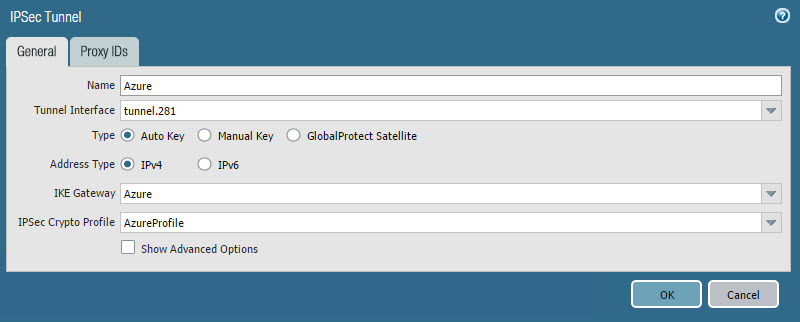 IPSec Tunnel
General Proxy IDs
Name Azure
Tunnel Interface tunnel.281
Type Auto Key Manual Key GlobalProtect Satellite
Address Type IPv4 IPv6
IKE Gateway Azure
IPSec Crypto Profile AzureProfile
Show Advanced Options
OK Cancel